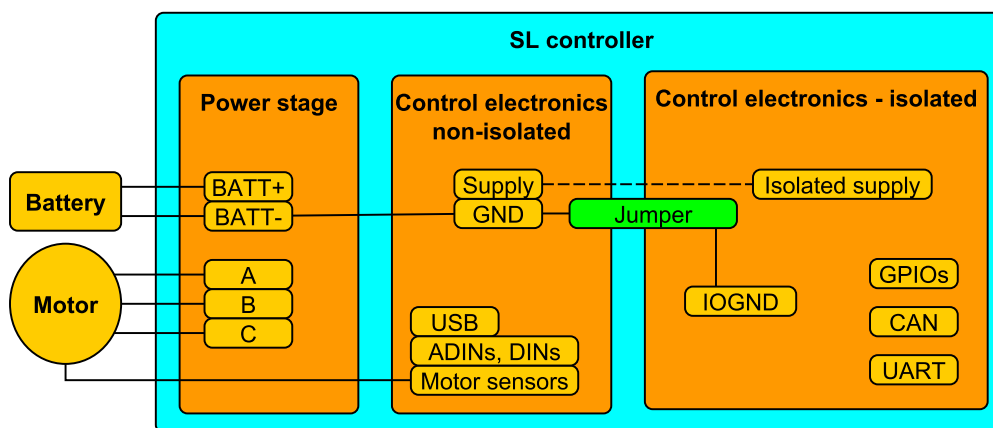 SL controller
Power stage
Control electronics
non-isolated
Control electronics - isolated
Battery
BATT+
BATT-
Supply
GND
Jumper
Isolated supply
Motor
A
B
C
USB
ADINs, DINs
Motor sensors
IOGND
GPIOs
CAN
UART